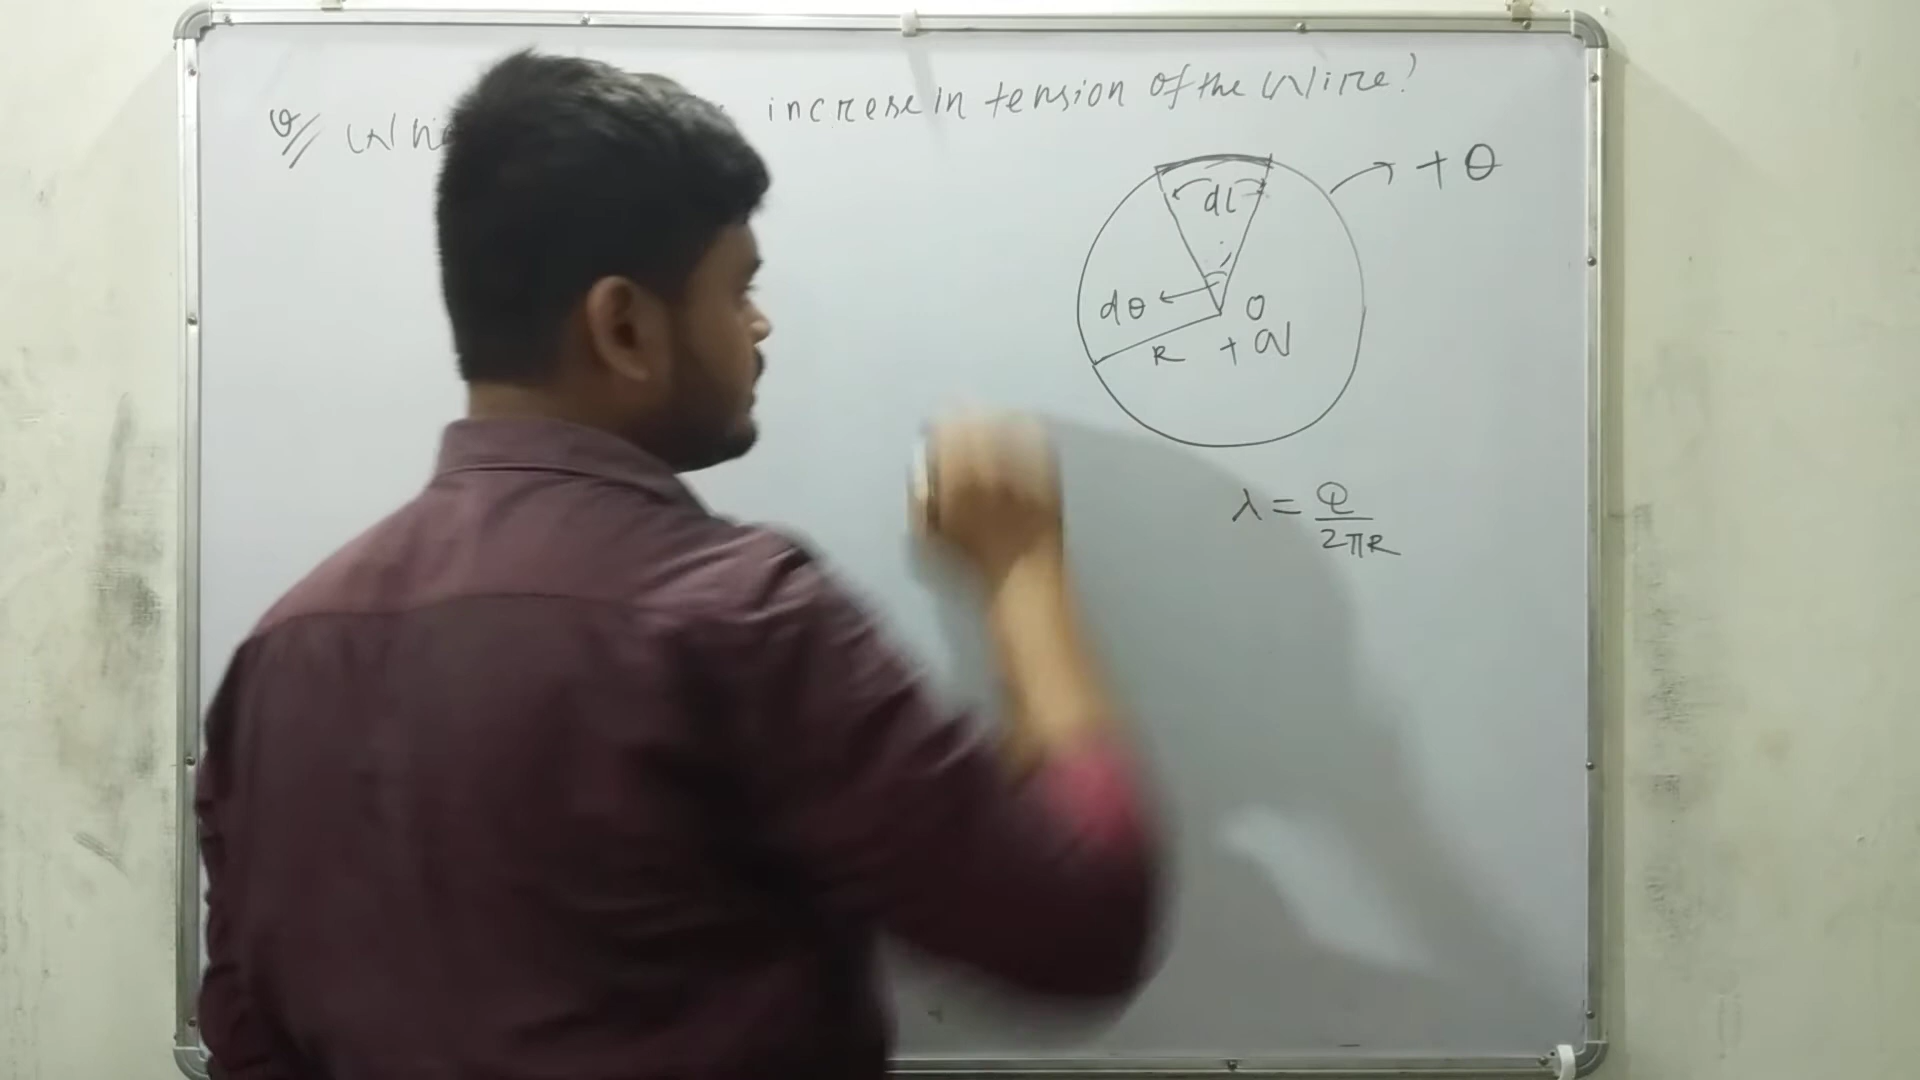 Q// Wh increase in tension of the Wire?
+ Q
dl
dθ
O
R
+ Q
λ = Q
2πR